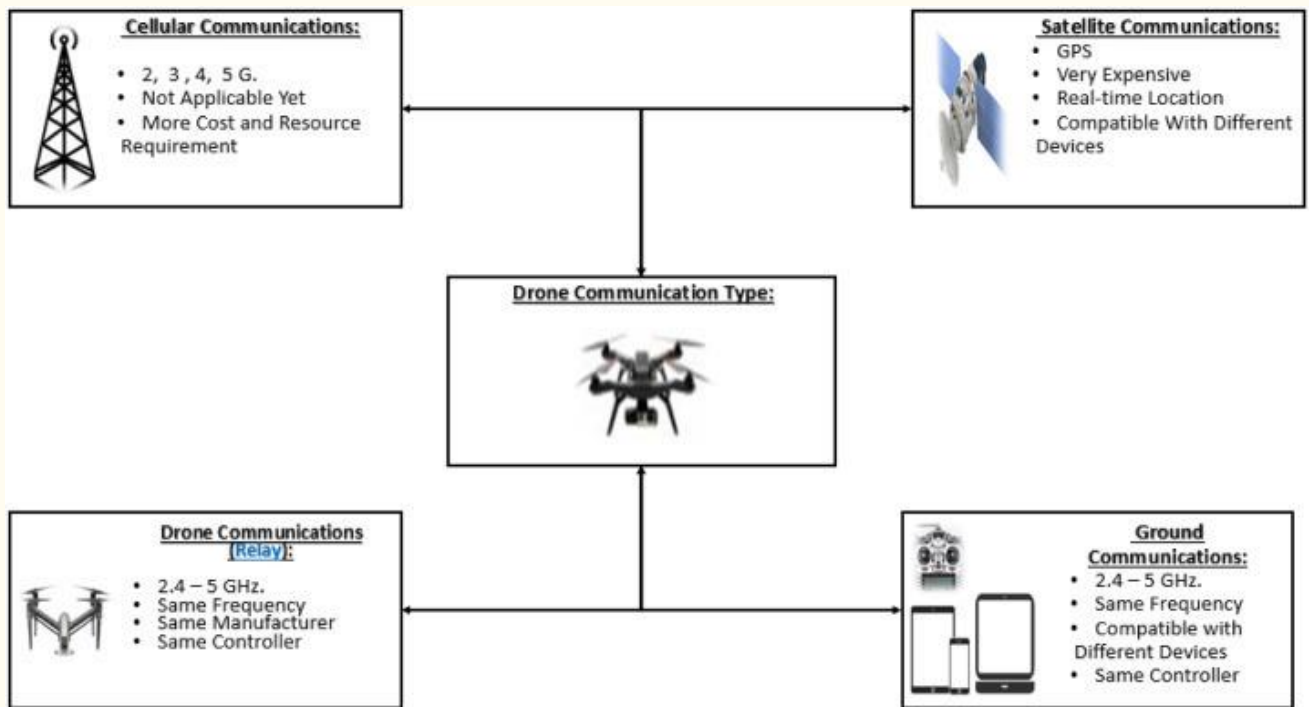 Cellular Communications:
• 2, 3 , 4, 5 G.
• Not Applicable Yet
• More Cost and Resource
Requirement
Satellite Communications:
• GPS
• Very Expensive
• Real-time Location
• Compatible With Different
Devices
Drone Communication Type:
Drone Communications
(Relay):
• 2.4 – 5 GHz.
• Same Frequency
• Same Manufacturer
• Same Controller
Ground
Communications:
• 2.4 – 5 GHz.
• Same Frequency
• Compatible with
Different Devices
• Same Controller